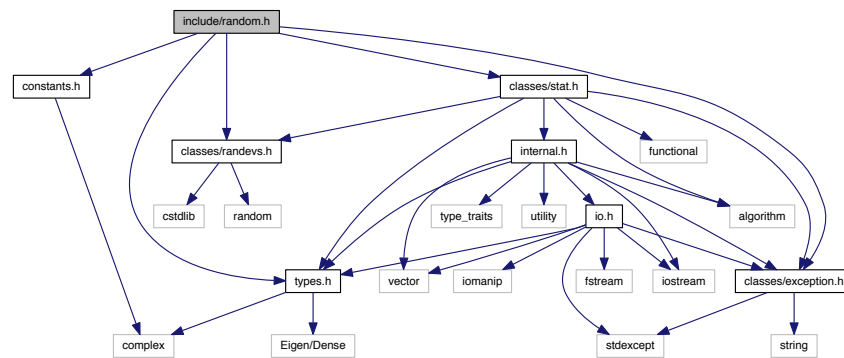 include/random.h
constants.h
classes/stat.h
classes/randevs.h
internal.h
functional
cstdlib
random
type_traits
utility
io.h
algorithm
types.h
vector
iomanip
fstream
iostream
classes/exception.h
complex
Eigen/Dense
stdexcept
string